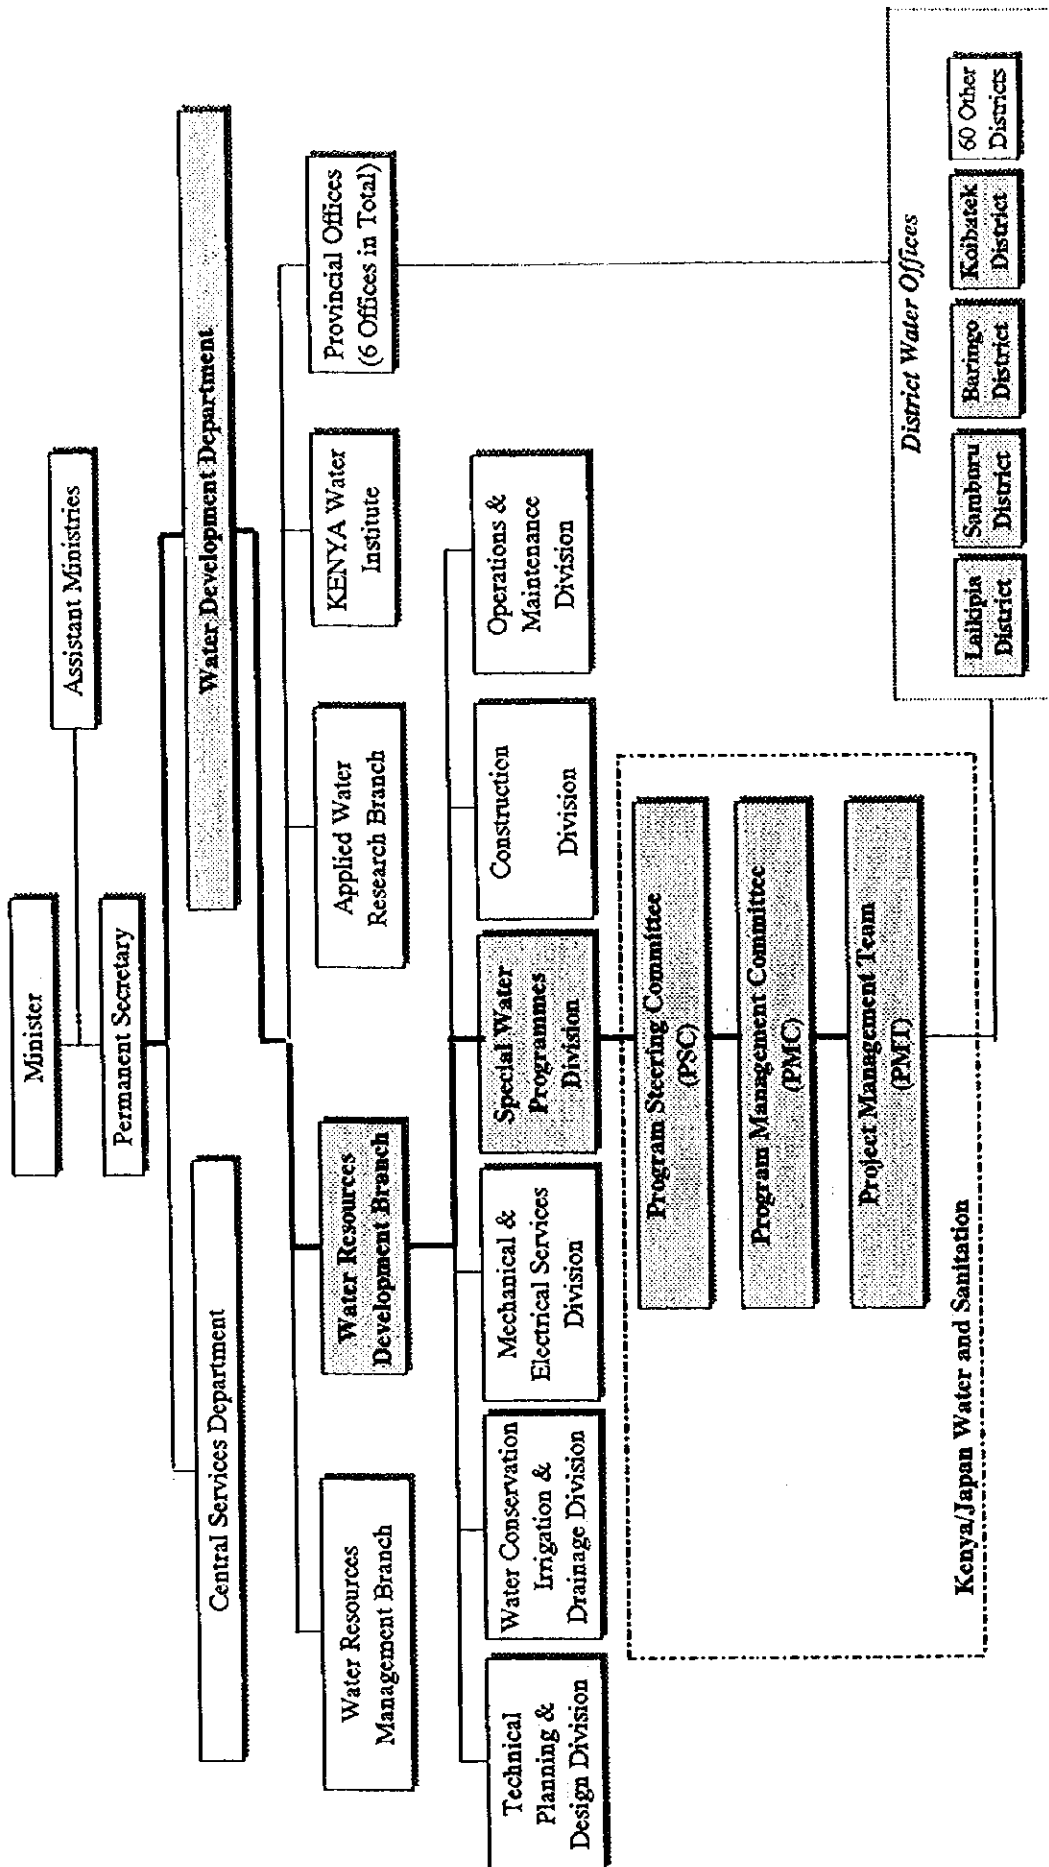 Minister
Assistant Ministries
Permanent Secretary
Central Services Department
Water Development Department
Water Resources
Management Branch
Water Resources
Development Branch
Applied Water
Research Branch
KENYA Water
Institute
Provincial Offices
(6 Offices in Total)
Technical
Planning &
Design Division
Water Conservation
Irrigation &
Drainage Division
Mechanical &
Electrical Services
Division
Special Water
Programmes
Division
Construction
Division
Operations &
Maintenance
Division
Program Steering Committee
(PSC)
Program Management Committee
(PMC)
Project Management Team
(PMT)
Kenya/Japan Water and Sanitation
District Water Offices
Laikipia
District
Samburu
District
Baringo
District
Koibatek
District
60 Other
Districts